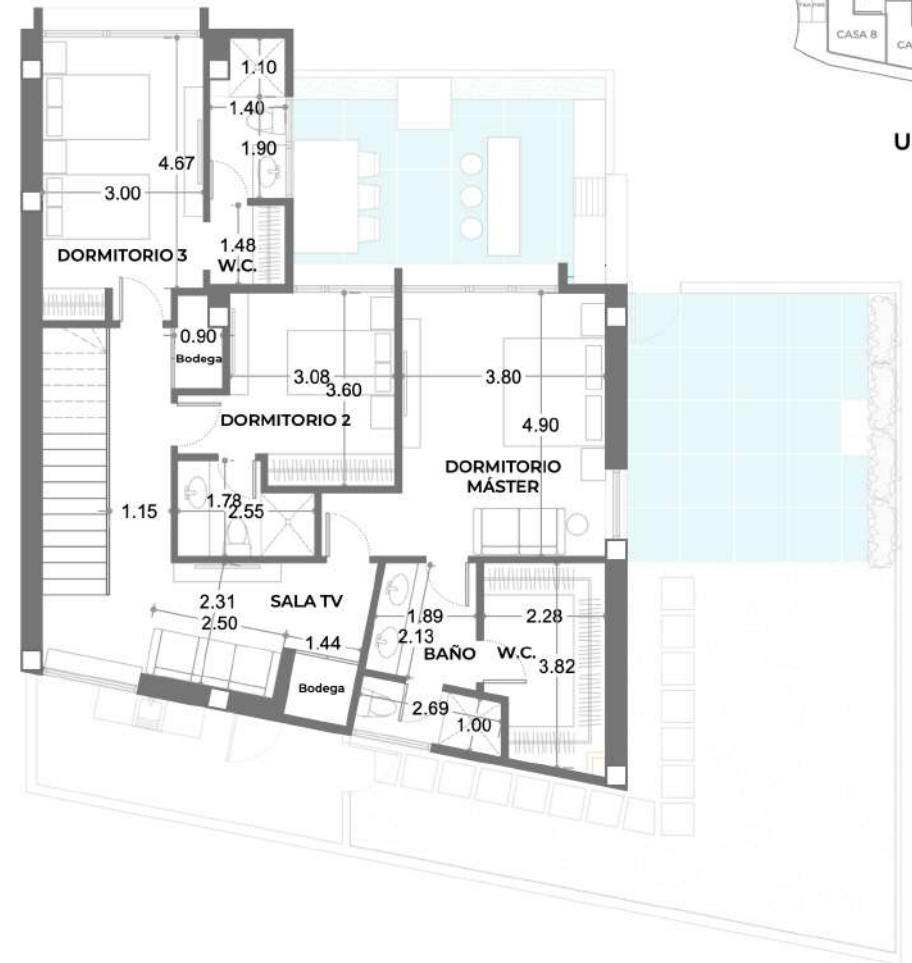 CASA 8
CA
U
1.10
1.40
1.90
4.67
3.00
1.48
W.C.
DORMITORIO 3
0.90
Bodega
3.08
3.60
3.80
DORMITORIO 2
4.90
DORMITORIO
MÁSTER
1.78
2.55
1.15
2.31
SALA TV
2.50
1.44
1.89
2.28
2.13
BAÑO
W.C.
3.82
Bodega
2.69
1.00